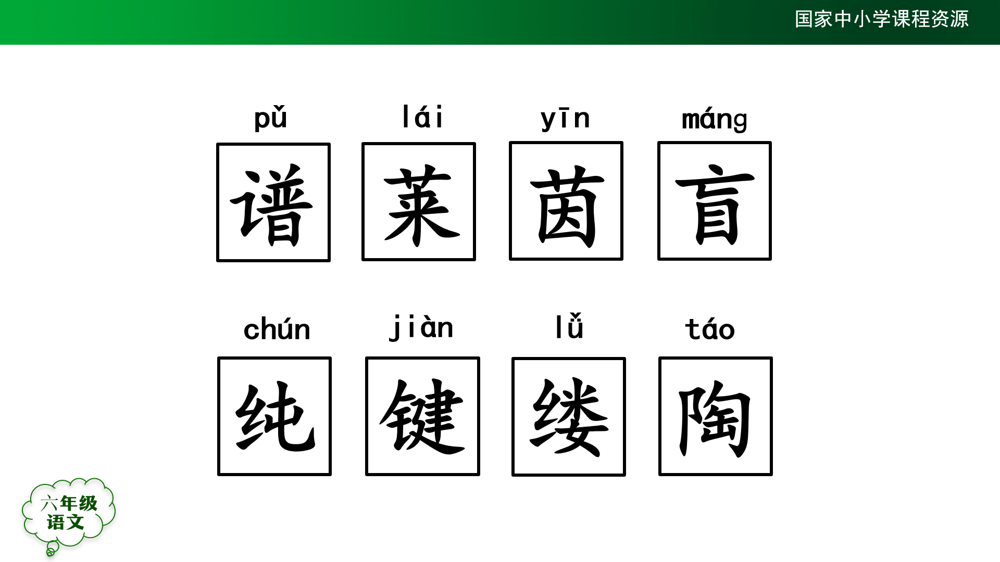 国家中小学课程资源
pǔ lái yīn máng
谱 莱 茵 盲
chún jiàn lǚ táo
纯 键 缕 陶
六年级
语文